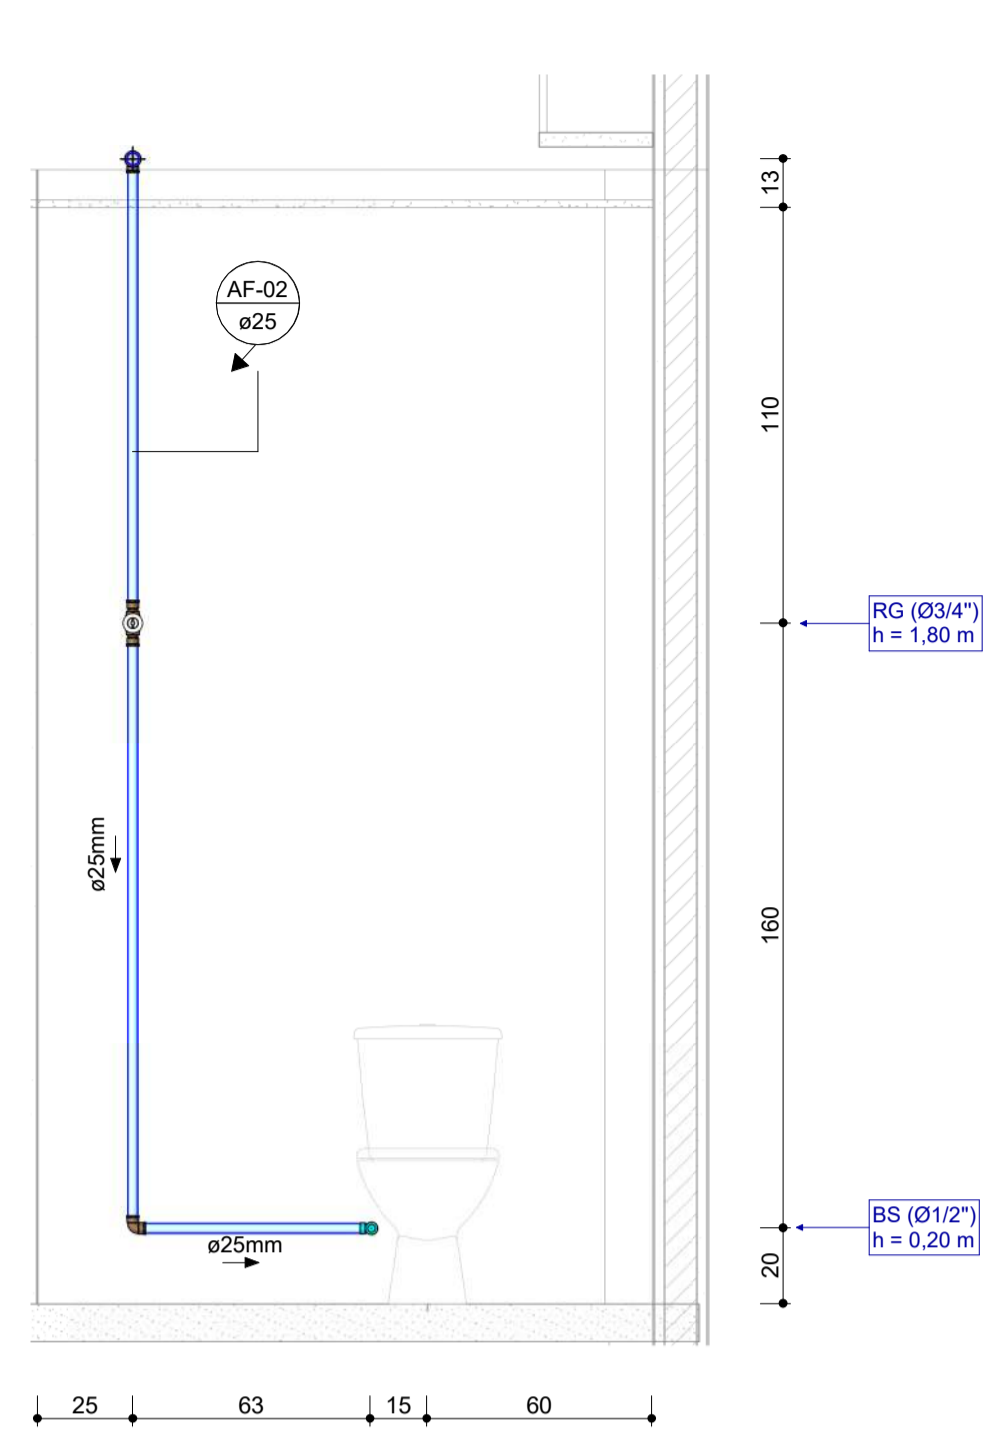 13
AF-02
ø25
110
RG (Ø3/4")
h = 1,80 m
ø25mm
160
BS (Ø1/2")
h = 0,20 m
ø25mm
20
25
63
15
60